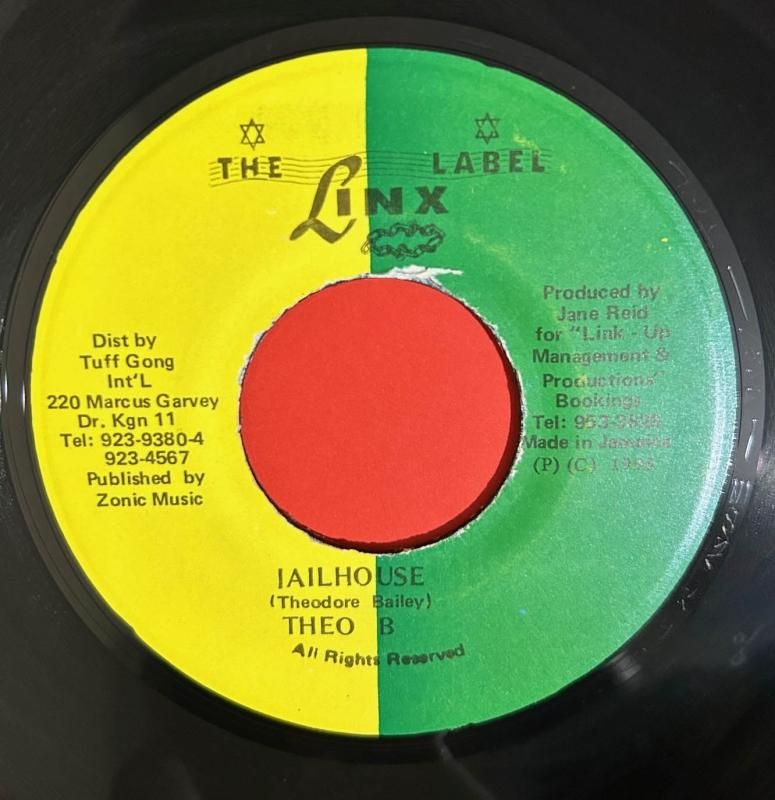 THE LABEL
LINX
Dist by
Tuff Gong
Int'L
220 Marcus Garvey
Dr. Kgn 11
Tel: 923-9380-4
923-4567
Published by
Zonic Music
Produced by
Jane Reid
for "Link - Up
Management &
Productions"
Bookings
Tel:
Made in Jamaica
(P) (C)
JAILHOUSE
(Theodore Bailey)
THEO B
All Rights Reserved